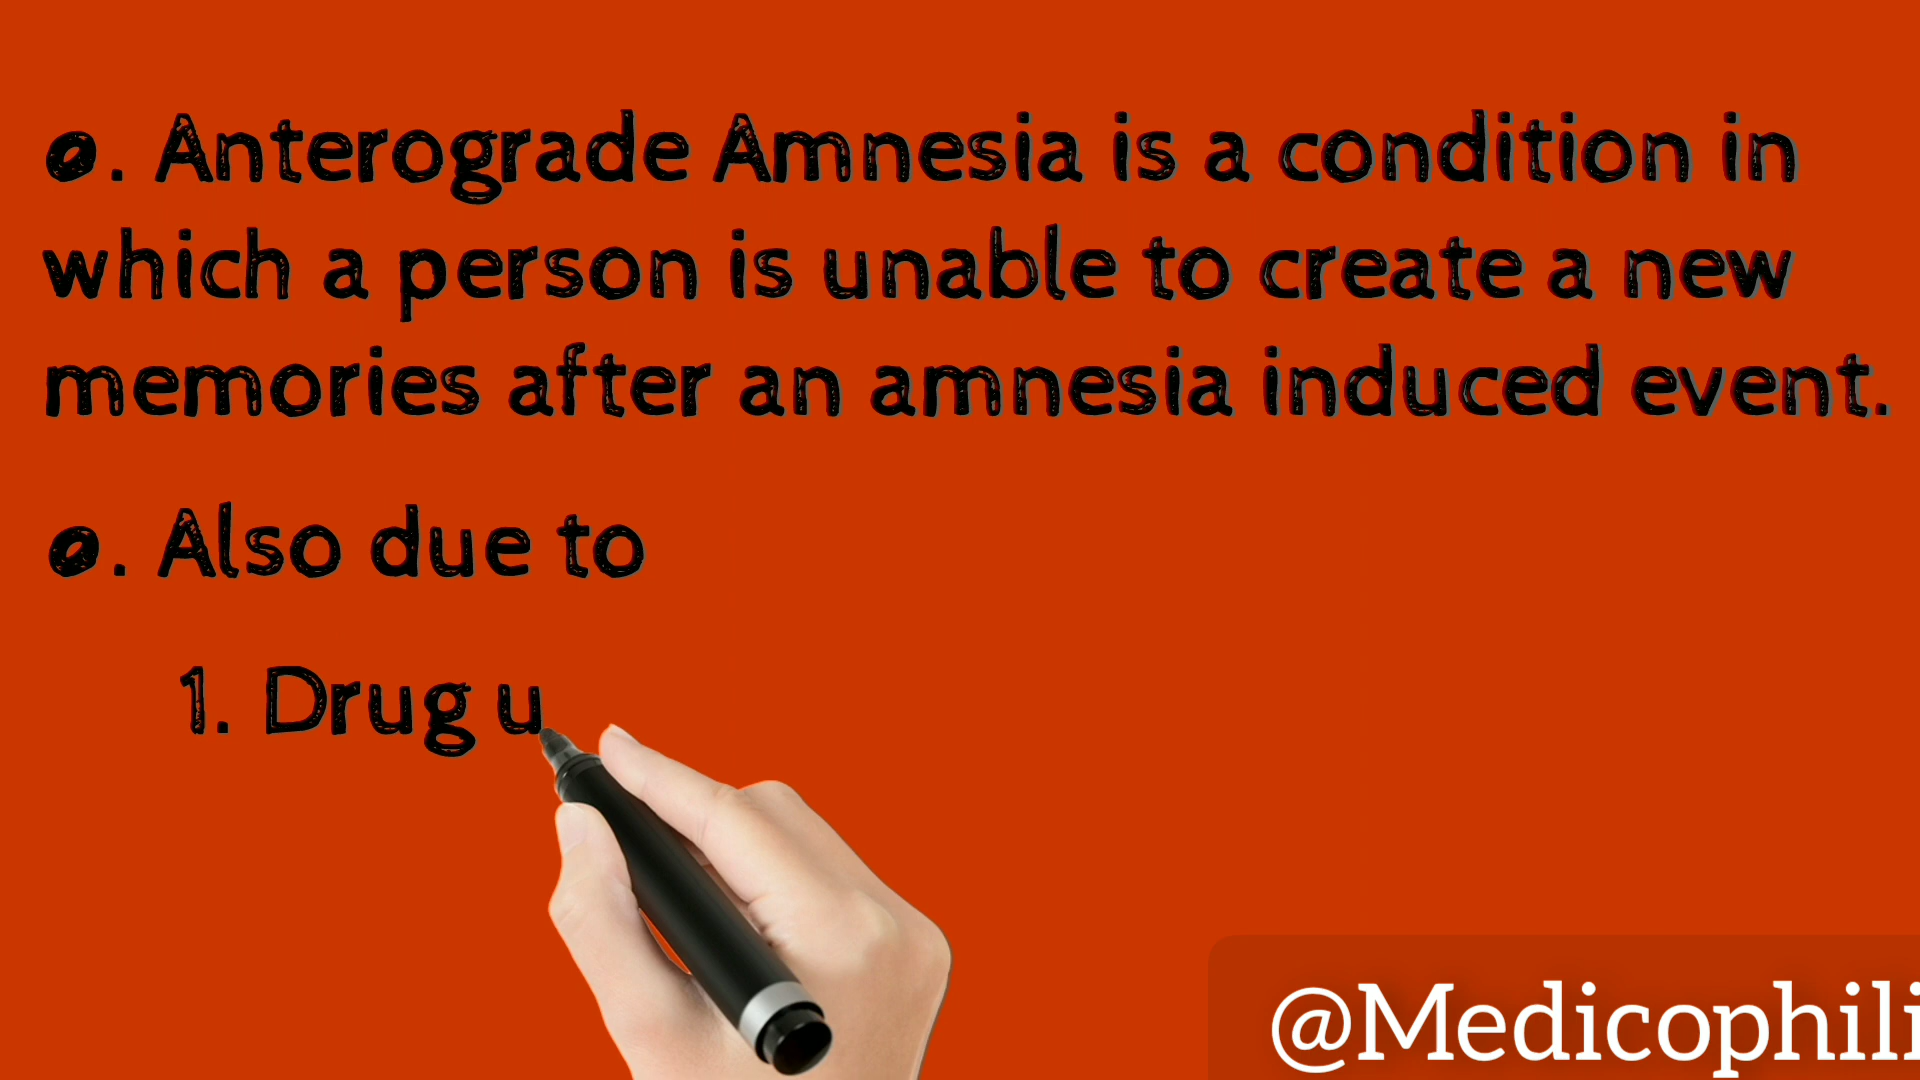 o. Anterograde Amnesia is a condition in
which a person is unable to create a new
memories after an amnesia induced event.
o. Also due to
1. Drug u
@Medicophili